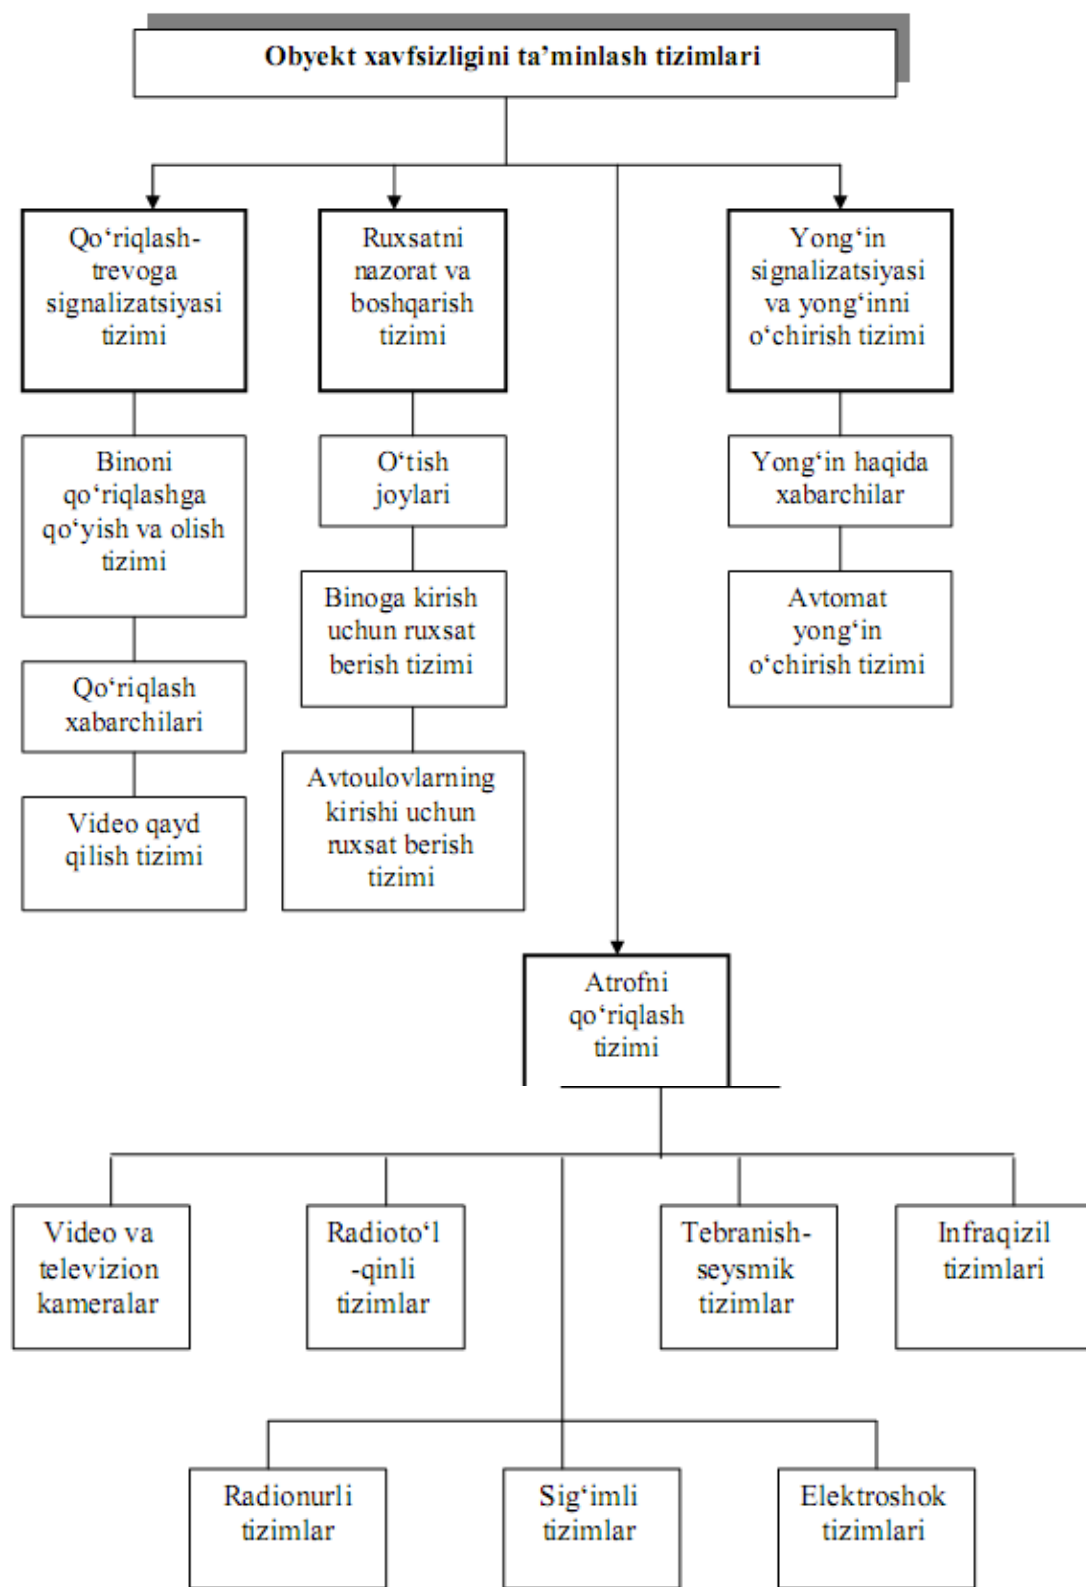 Obyekt xavfsizligini ta’minlash tizimlari
Qo‘riqlash-
trevoga
signalizatsiyasi
tizimi
Ruxsatni
nazorat va
boshqarish
tizimi
Yong‘in
signalizatsiyasi
va yong‘inni
o‘chirish tizimi
Binoni
qo‘riqlashga
qo‘yish va olish
tizimi
O‘tish
joylari
Yong‘in haqida
xabarchilar
Binoga kirish
uchun ruxsat
berish tizimi
Avtomat
yong‘in
o‘chirish tizimi
Qo‘riqlash
xabarchilari
Avtoulovlarning
kirishi uchun
ruxsat berish
tizimi
Video qayd
qilish tizimi
Atrofni
qo‘riqlash
tizimi
Video va
televizion
kameralar
Radioto‘l
-qinli
tizimlar
Tebranish-
seysmik
tizimlar
Infraqizil
tizimlari
Radionurli
tizimlar
Sig‘imli
tizimlar
Elektroshok
tizimlari